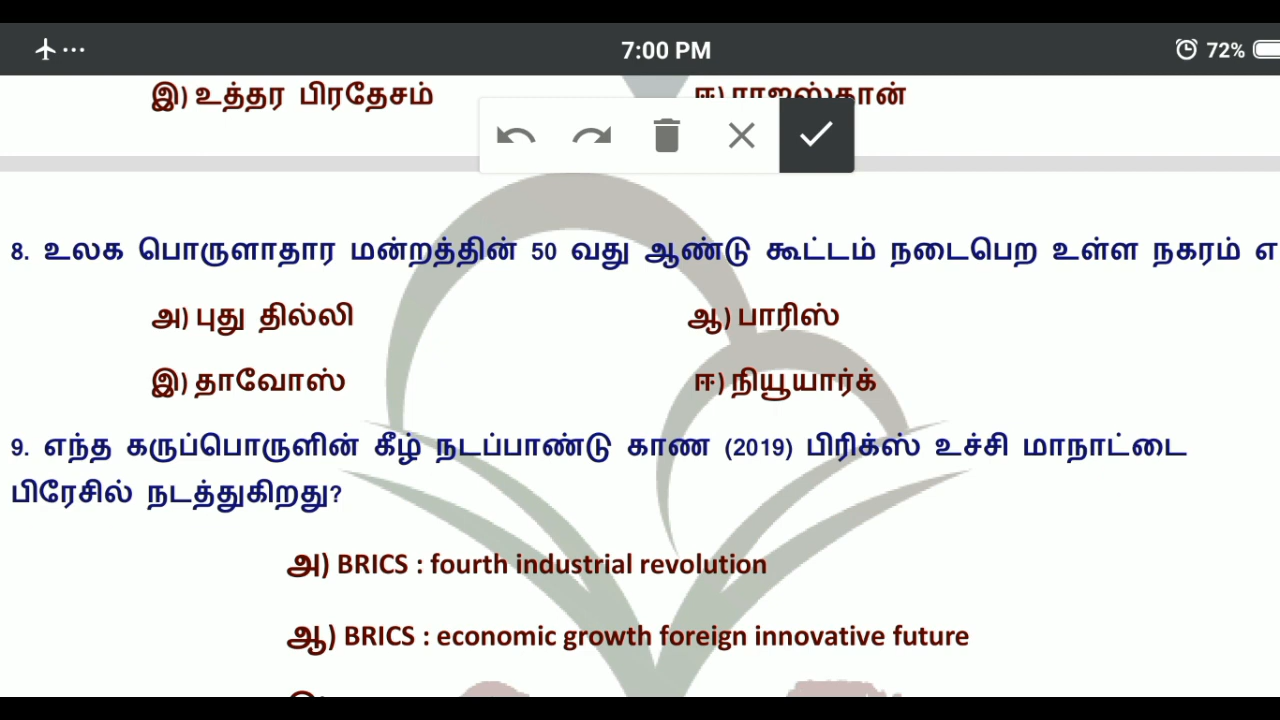 7:00 PM 72%
இ) உத்தர பிரதேசம் ஈ) ராஜஸ்தான்
8. உலக பொருளாதார மன்றத்தின் 50 வது ஆண்டு கூட்டம் நடைபெற உள்ள நகரம் எ
அ) புது தில்லி ஆ) பாரிஸ்
இ) தாவோஸ் ஈ) நியூயார்க்
9. எந்த கருப்பொருளின் கீழ் நடப்பாண்டு காண (2019) பிரிக்ஸ் உச்சி மாநாட்டை
பிரேசில் நடத்துகிறது?
அ) BRICS : fourth industrial revolution
ஆ) BRICS : economic growth foreign innovative future